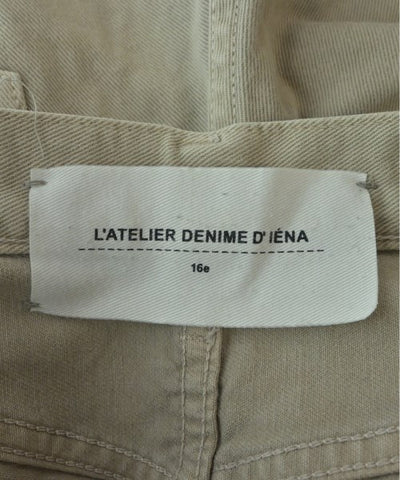 L'ATELIER DENIME D'IÉNA
16e